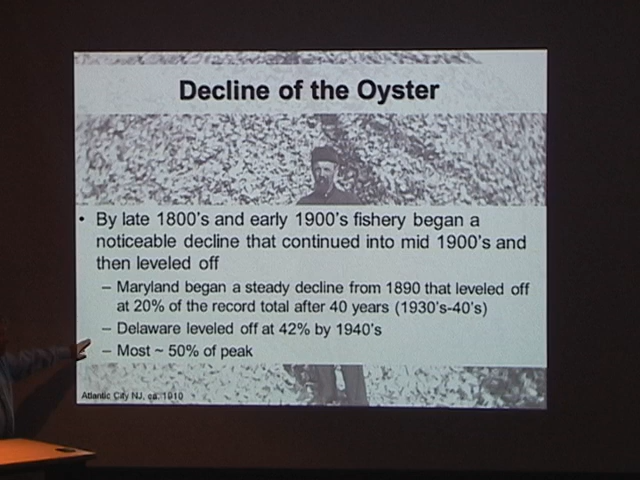 Decline of the Oyster
• By late 1800's and early 1900's fishery began a
noticeable decline that continued into mid 1900's and
then leveled off
– Maryland began a steady decline from 1890 that leveled off
at 20% of the record total after 40 years (1930's-40's)
– Delaware leveled off at 42% by 1940's
– Most ~ 50% of peak
Atlantic City NJ, ca. 1910